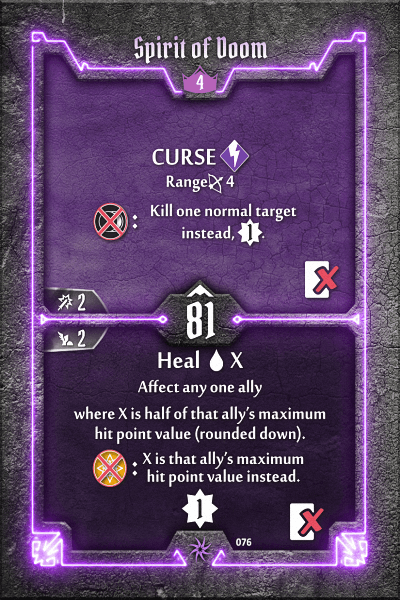 Spirit of Doom
4
CURSE
Range 4
: Kill one normal target
instead, 1.
2
81
2
Heal X
Affect any one ally
where X is half of that ally's maximum
hit point value (rounded down).
: X is that ally's maximum
hit point value instead.
1
076